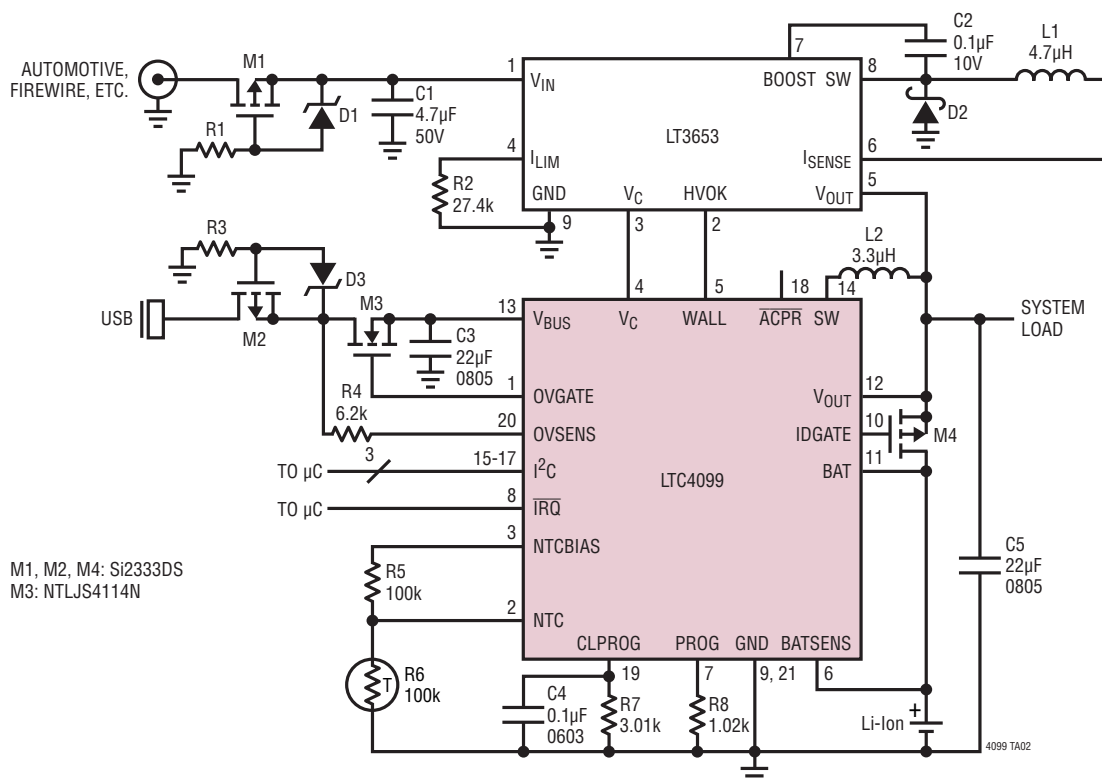 AUTOMOTIVE,
FIREWIRE, ETC.
M1
R1
D1
C1
4.7µF
50V
1
VIN
4
ILIM
R2
27.4k
GND
9
VC
3
HVOK
2
LT3653
7
BOOST
SW
8
C2
0.1µF
10V
L1
4.7µH
D2
6
ISENSE
5
VOUT
L2
3.3µH
R3
D3
USB
M2
M3
C3
22µF
0805
13
VBUS
4
VC
5
WALL
18
ACPR
14
SW
SYSTEM
LOAD
1
OVGATE
R4
6.2k
20
OVSENS
12
VOUT
10
IDGATE
M4
11
BAT
TO µC
3
15-17
I2C
LTC4099
TO µC
8
IRQ
3
NTCBIAS
M1, M2, M4: Si2333DS
M3: NTLJS4114N
R5
100k
C5
22µF
0805
2
NTC
CLPROG
PROG
GND
BATSENS
19
7
9, 21
6
T
R6
100k
C4
0.1µF
0603
R7
3.01k
R8
1.02k
Li-Ion
+
4099 TA02